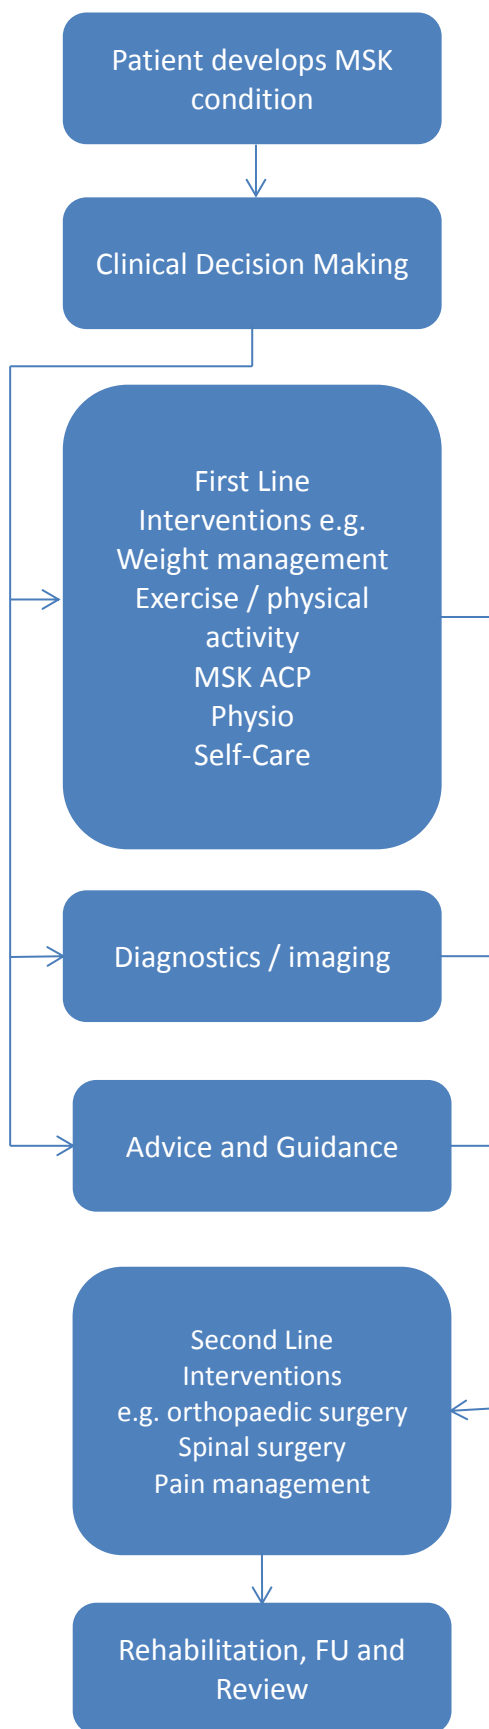 Patient develops MSK
condition
Clinical Decision Making
First Line
Interventions e.g.
Weight management
Exercise / physical
activity
MSK ACP
Physio
Self-Care
Diagnostics / imaging
Advice and Guidance
Second Line
Interventions
e.g. orthopaedic surgery
Spinal surgery
Pain management
Rehabilitation, FU and
Review